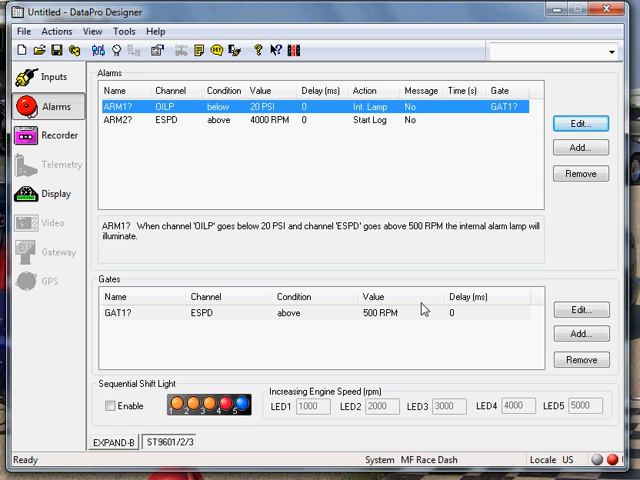 Untitled - DataPro Designer
File Actions View Tools Help
Inputs
Alarms
Recorder
Telemetry
Display
Video
Gateway
GPS
Alarms
Name Channel Condition Value Delay (ms) Action Message Time (s) Gate
ARM1? OILP below 20 PSI 0 Int. Lamp No GAT1?
ARM2? ESPD above 4000 RPM 0 Start Log No
Edit...
Add...
Remove
ARM1? When channel 'OILP' goes below 20 PSI and channel 'ESPD' goes above 500 RPM the internal alarm lamp will
illuminate.
Gates
Name Channel Condition Value Delay (ms)
GAT1? ESPD above 500 RPM 0
Edit...
Add...
Remove
Sequential Shift Light
Enable
1 2 3 4 5
Increasing Engine Speed (rpm)
LED1 1000 LED2 2000 LED3 3000 LED4 4000 LED5 5000
EXPAND-B ST9601/2/3
Ready System MF Race Dash Locale US